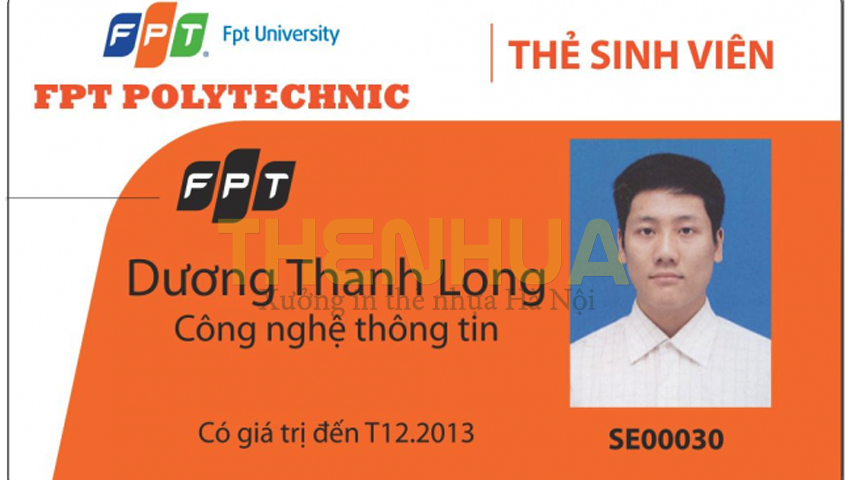 FPT Fpt University
FPT POLYTECHNIC
THẺ SINH VIÊN
FPT
THENHUA
Dương Thanh Long
Xưởng in thẻ nhựa Hà Nội
Công nghệ thông tin
Có giá trị đến T12.2013
SE00030